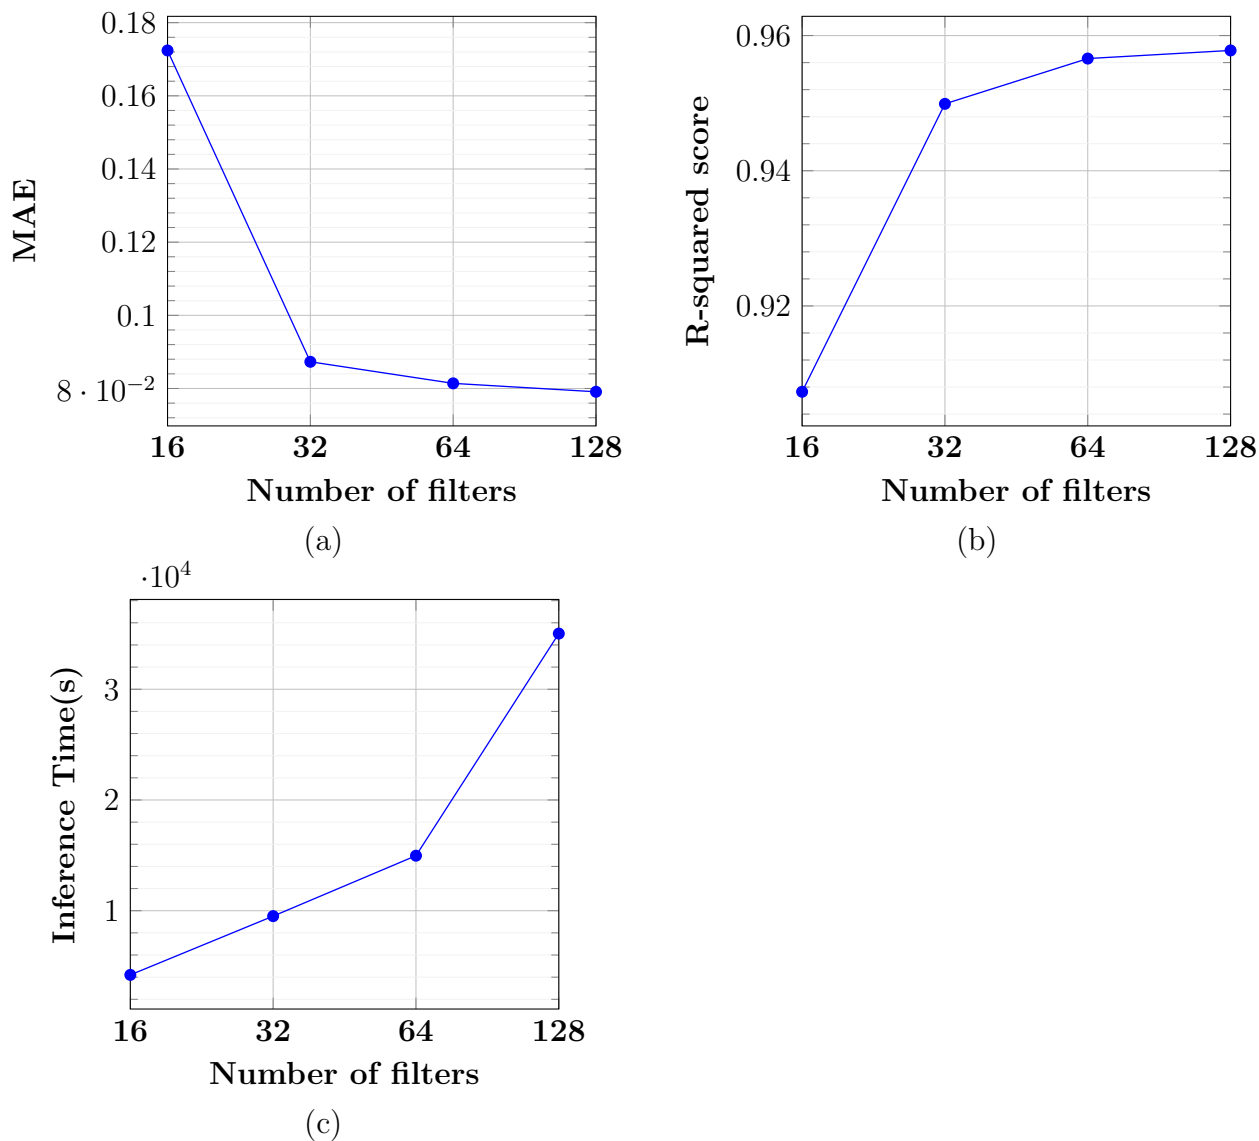 0.18
0.16
0.14
0.12
0.1
8 · 10⁻²
MAE
16 32 64 128
Number of filters
(a)
0.96
0.94
0.92
R-squared score
16 32 64 128
Number of filters
(b)
·10⁴
3
2
1
Inference Time(s)
16 32 64 128
Number of filters
(c)